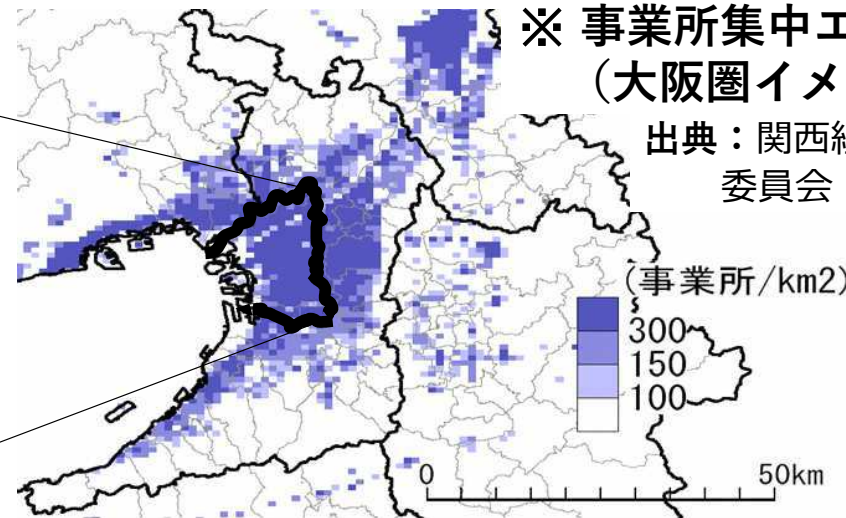 ※ 事業所集中エ
（大阪圏イメ
出典：関西
委員会
（事業所/km2）
300
150
100
0
50km